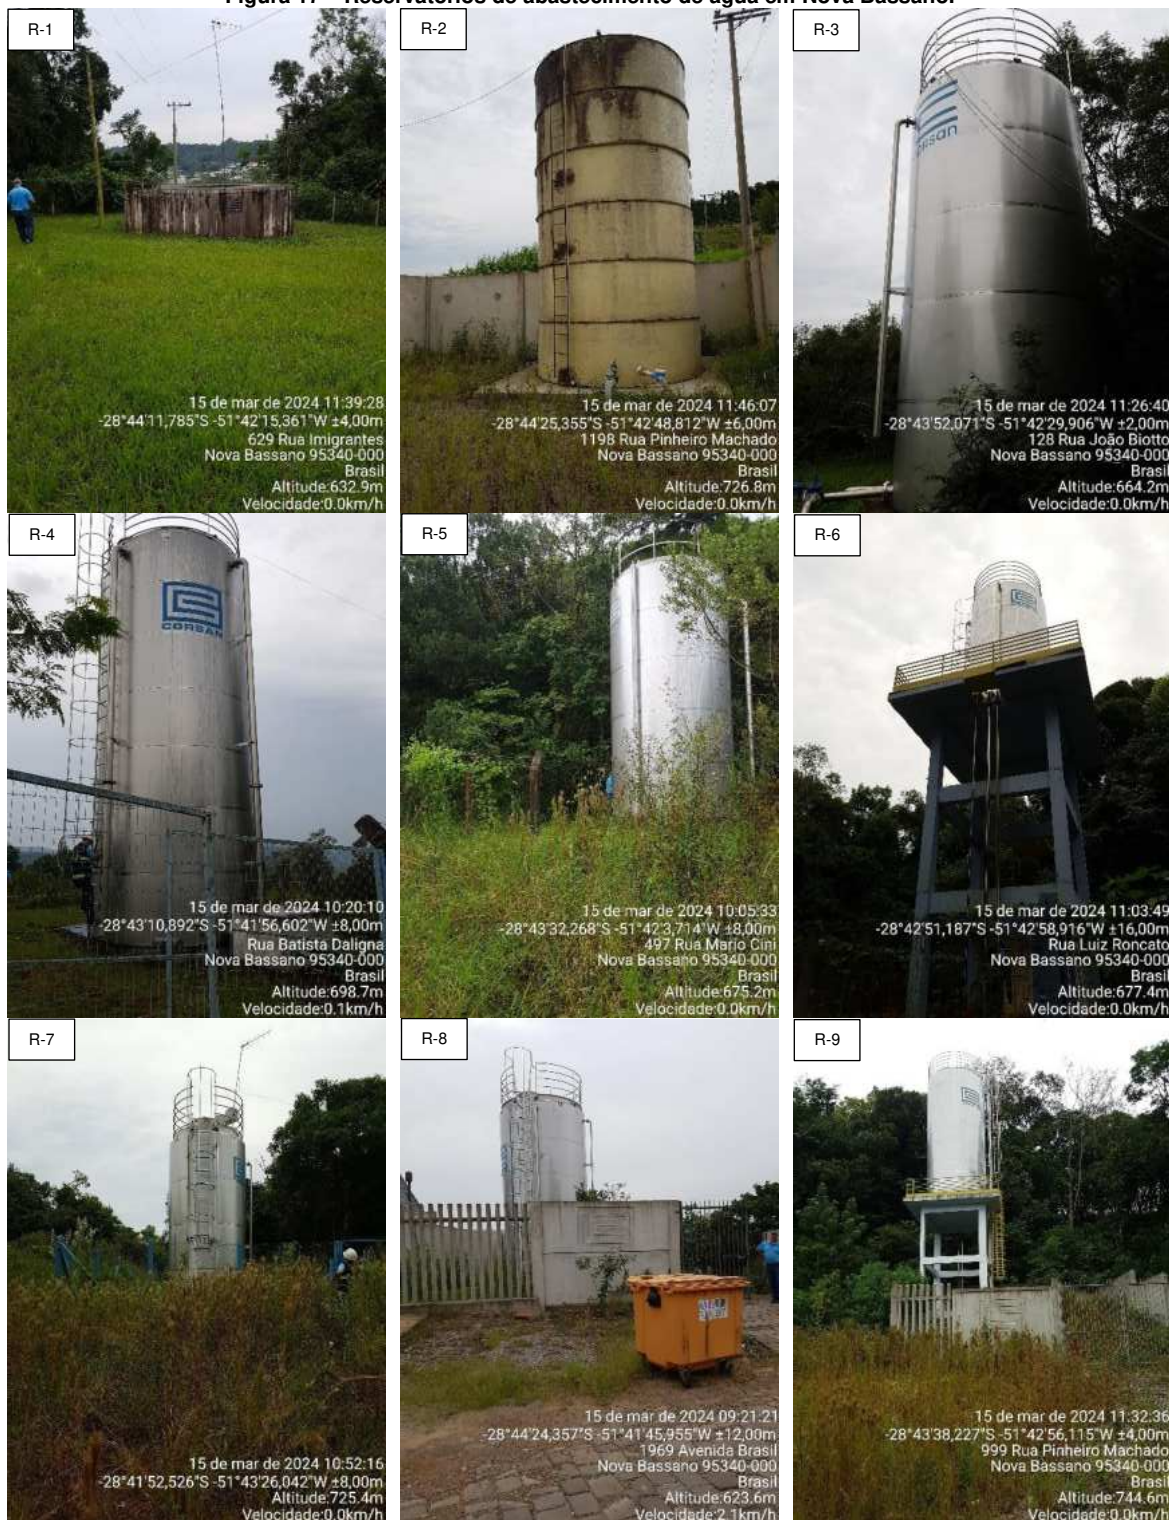 Figura 17 – Reservatórios de abastecimento de água em Nova Bassano.
R-1
15 de mar de 2024 11:39:28
-28°44'11,785"S -51°42'15,361"W ±4,00m
629 Rua Imigrantes
Nova Bassano 95340-000
Brasil
Altitude:632.9m
Velocidade:0.0km/h
R-2
15 de mar de 2024 11:46:07
-28°44'25,355"S -51°42'48,812"W ±6,00m
1198 Rua Pinheiro Machado
Nova Bassano 95340-000
Brasil
Altitude:726.8m
Velocidade:0.0km/h
R-3
corsan
15 de mar de 2024 11:26:40
-28°43'52,071"S -51°42'29,906"W ±2,00m
128 Rua João Biotto
Nova Bassano 95340-000
Brasil
Altitude:664.2m
Velocidade:0.0km/h
R-4
CORSAN
15 de mar de 2024 10:20:10
-28°43'10,892"S -51°41'56,602"W ±8,00m
Rua Batista Daligna
Nova Bassano 95340-000
Brasil
Altitude:698.7m
Velocidade:0.1km/h
R-5
15 de mar de 2024 10:05:33
-28°43'32,268"S -51°42'3,714"W ±8,00m
497 Rua Mario Cini
Nova Bassano 95340-000
Brasil
Altitude:675.2m
Velocidade:0.0km/h
R-6
15 de mar de 2024 11:03:49
-28°42'51,187"S -51°42'58,916"W ±16,00m
Rua Luiz Roncato
Nova Bassano 95340-000
Brasil
Altitude:677.4m
Velocidade:0.0km/h
R-7
15 de mar de 2024 10:52:16
-28°41'52,526"S -51°43'26,042"W ±8,00m
Altitude:725.4m
Velocidade:0.0km/h
R-8
15 de mar de 2024 09:21:21
-28°44'24,357"S -51°41'45,955"W ±12,00m
1969 Avenida Brasil
Nova Bassano 95340-000
Brasil
Altitude:623.6m
Velocidade:2.1km/h
R-9
15 de mar de 2024 11:32:36
-28°43'38,227"S -51°42'56,115"W ±4,00m
999 Rua Pinheiro Machado
Nova Bassano 95340-000
Brasil
Altitude:744.6m
Velocidade:0.0km/h